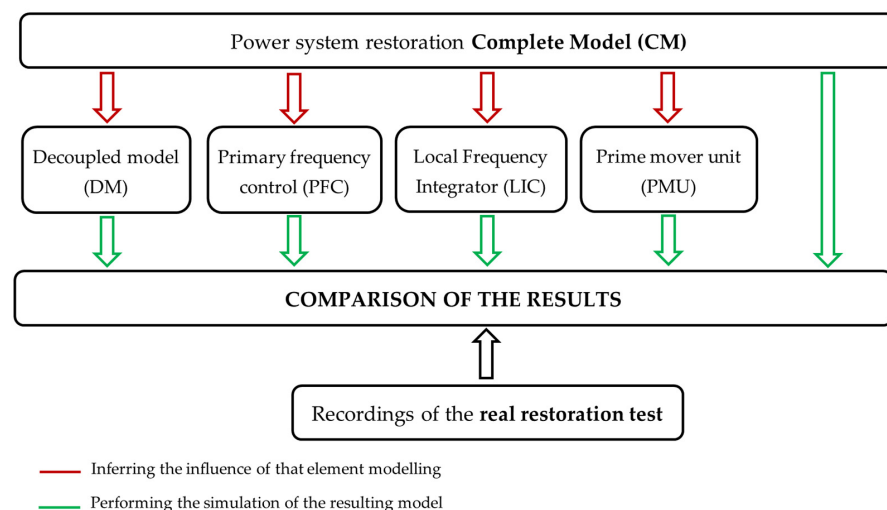 Power system restoration Complete Model (CM)
Decoupled model
(DM)
Primary frequency
control (PFC)
Local Frequency
Integrator (LIC)
Prime mover unit
(PMU)
COMPARISON OF THE RESULTS
Recordings of the real restoration test
Inferring the influence of that element modelling
Performing the simulation of the resulting model